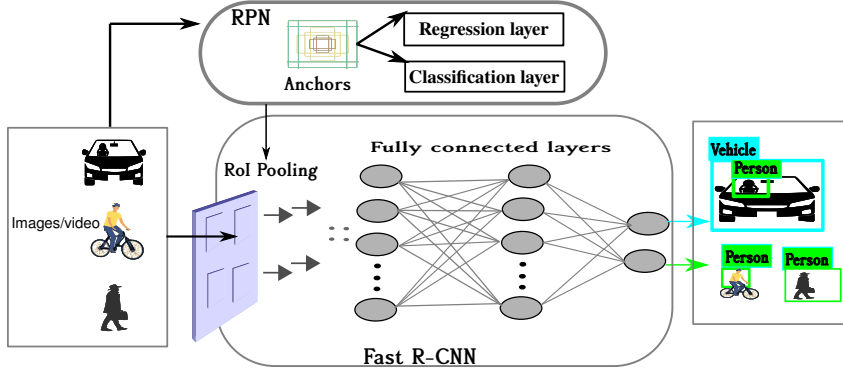 RPN
Regression layer
Anchors
Classification layer
Fully connected layers
RoI Pooling
Images/video
Vehicle
Person
Person
Person
Fast R-CNN